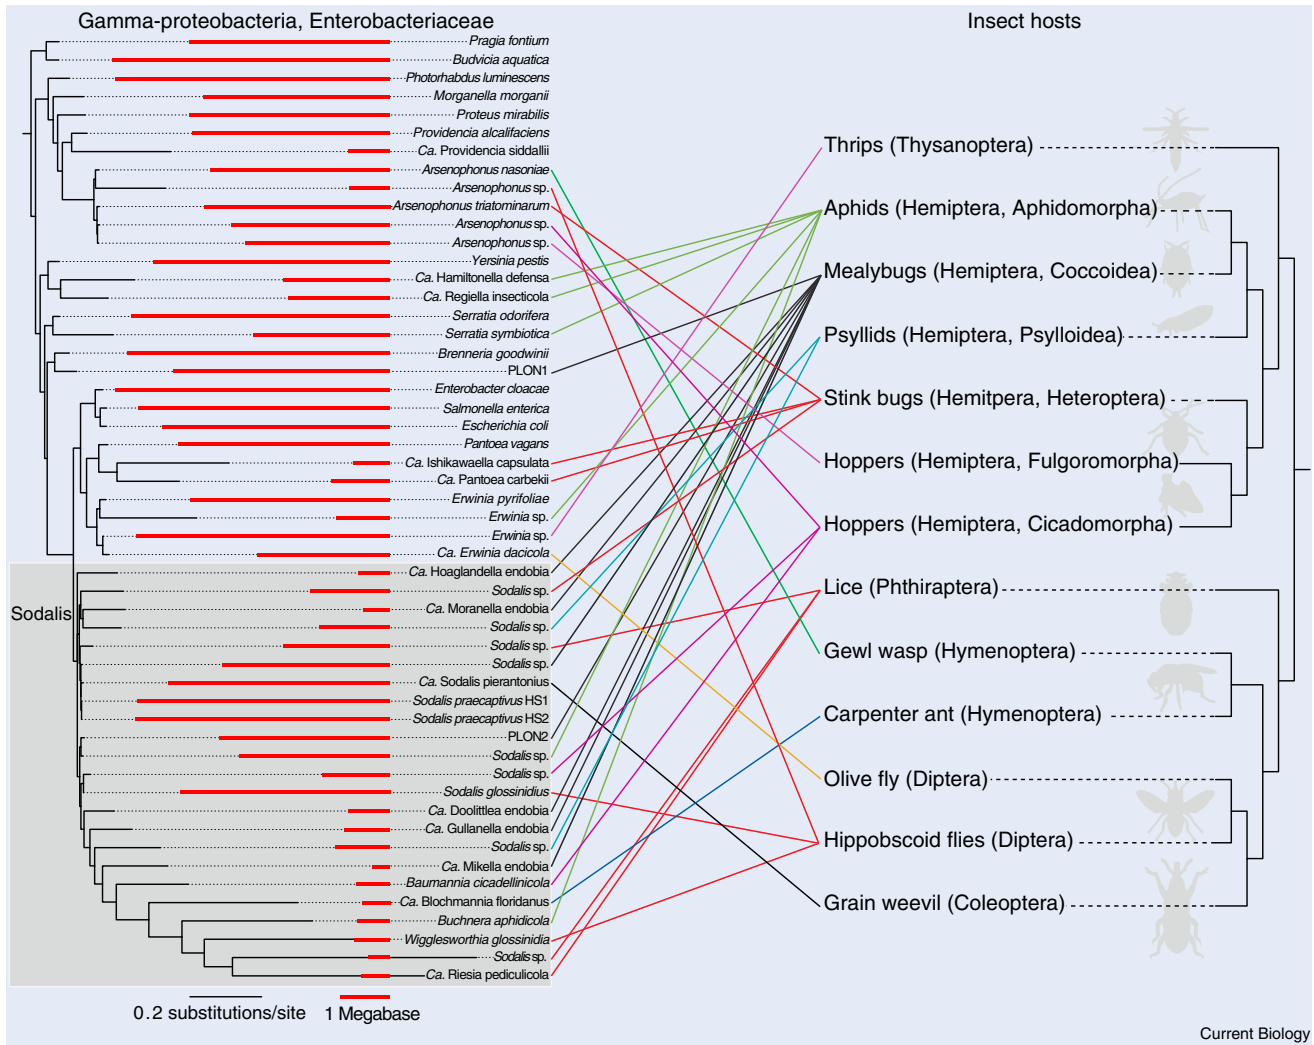 Gamma-proteobacteria, Enterobacteriaceae
Insect hosts
Pragia fontium
Budvicia aquatica
Photorhabdus luminescens
Morganella morganii
Proteus mirabilis
Providencia alcalifaciens
Ca. Providencia siddallii
Arsenophonus nasoniae
Arsenophonus sp.
Arsenophonus triatominarum
Arsenophonus sp.
Arsenophonus sp.
Yersinia pestis
Ca. Hamiltonella defensa
Ca. Regiella insecticola
Serratia odorifera
Serratia symbiotica
Brenneria goodwinii
PLON1
Enterobacter cloacae
Salmonella enterica
Escherichia coli
Pantoea vagans
Ca. Ishikawaella capsulata
Ca. Pantoea carbekii
Erwinia pyrifoliae
Erwinia sp.
Erwinia sp.
Ca. Erwinia dacicola
Sodalis
Ca. Hoaglandella endobia
Sodalis sp.
Ca. Moranella endobia
Sodalis sp.
Sodalis sp.
Sodalis sp.
Ca. Sodalis pierantonius
Sodalis praecaptivus HS1
Sodalis praecaptivus HS2
PLON2
Sodalis sp.
Sodalis sp.
Sodalis glossinidius
Ca. Doolittlea endobia
Ca. Gullanella endobia
Sodalis sp.
Ca. Mikella endobia
Baumannia cicadellinicola
Ca. Blochmannia floridanus
Buchnera aphidicola
Wigglesworthia glossinidia
Sodalis sp.
Ca. Riesia pediculicola
Thrips (Thysanoptera)
Aphids (Hemiptera, Aphidomorpha)
Mealybugs (Hemiptera, Coccoidea)
Psyllids (Hemiptera, Psylloidea)
Stink bugs (Hemitpera, Heteroptera)
Hoppers (Hemiptera, Fulgoromorpha)
Hoppers (Hemiptera, Cicadomorpha)
Lice (Phthiraptera)
Gewl wasp (Hymenoptera)
Carpenter ant (Hymenoptera)
Olive fly (Diptera)
Hippobscoid flies (Diptera)
Grain weevil (Coleoptera)
0.2 substitutions/site
1 Megabase
Current Biology